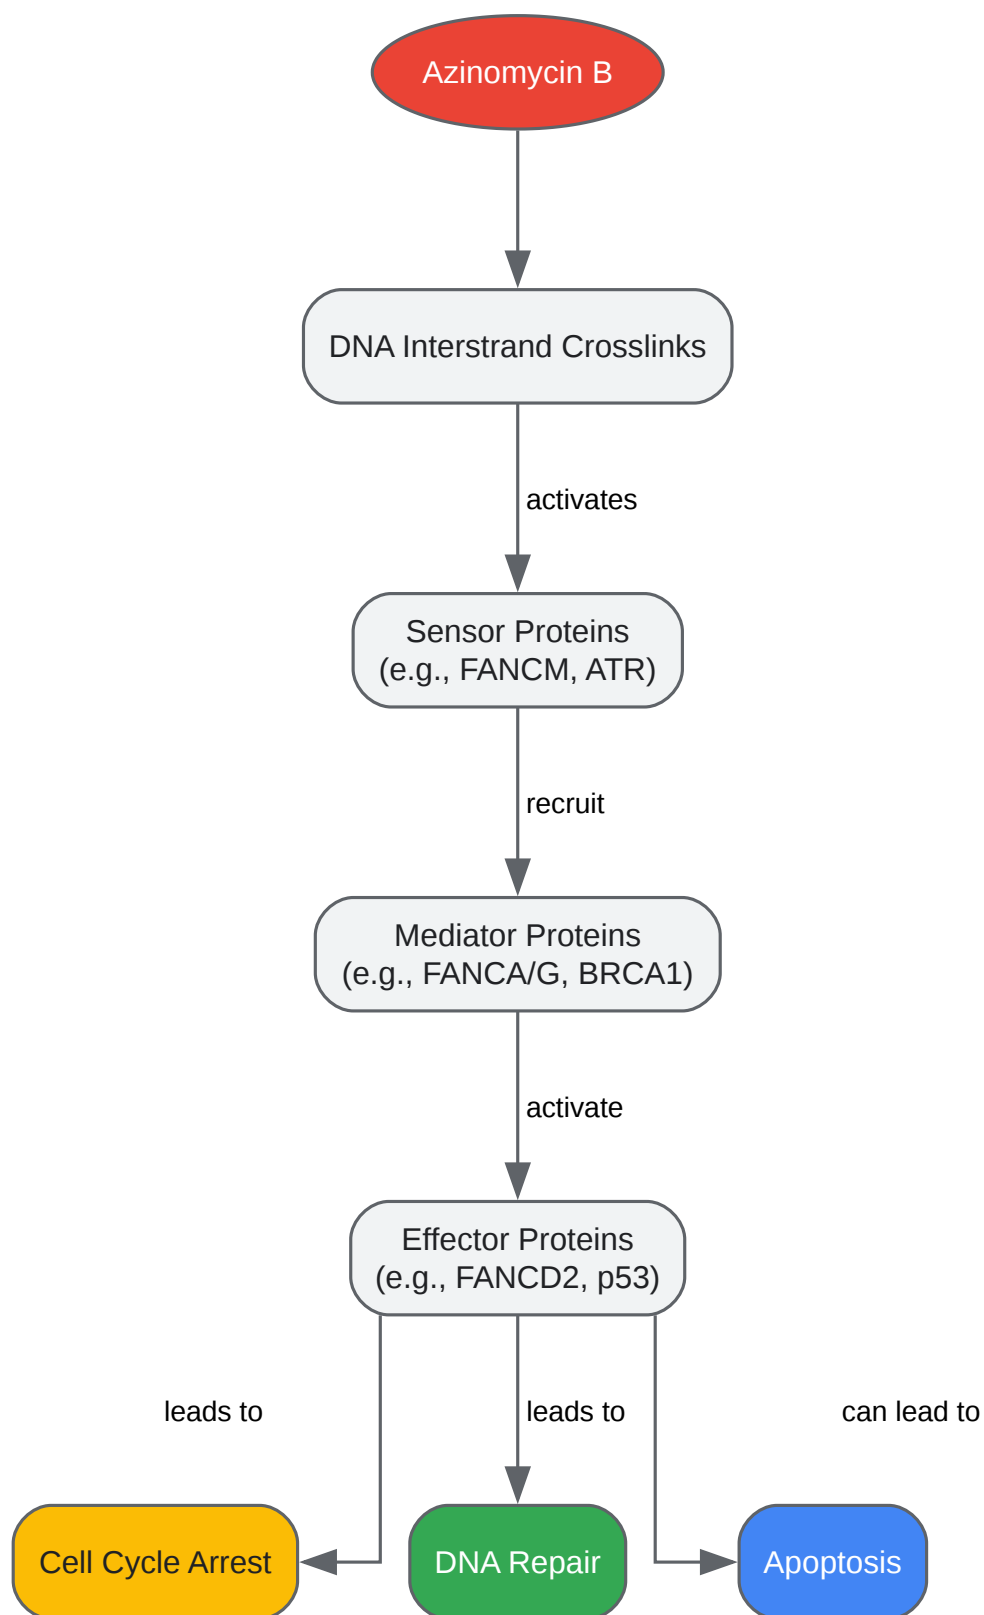 Azinomycin B
DNA Interstrand Crosslinks
activates
Sensor Proteins
(e.g., FANCM, ATR)
recruit
Mediator Proteins
(e.g., FANCA/G, BRCA1)
activate
Effector Proteins
(e.g., FANCD2, p53)
leads to
leads to
can lead to
Cell Cycle Arrest
DNA Repair
Apoptosis